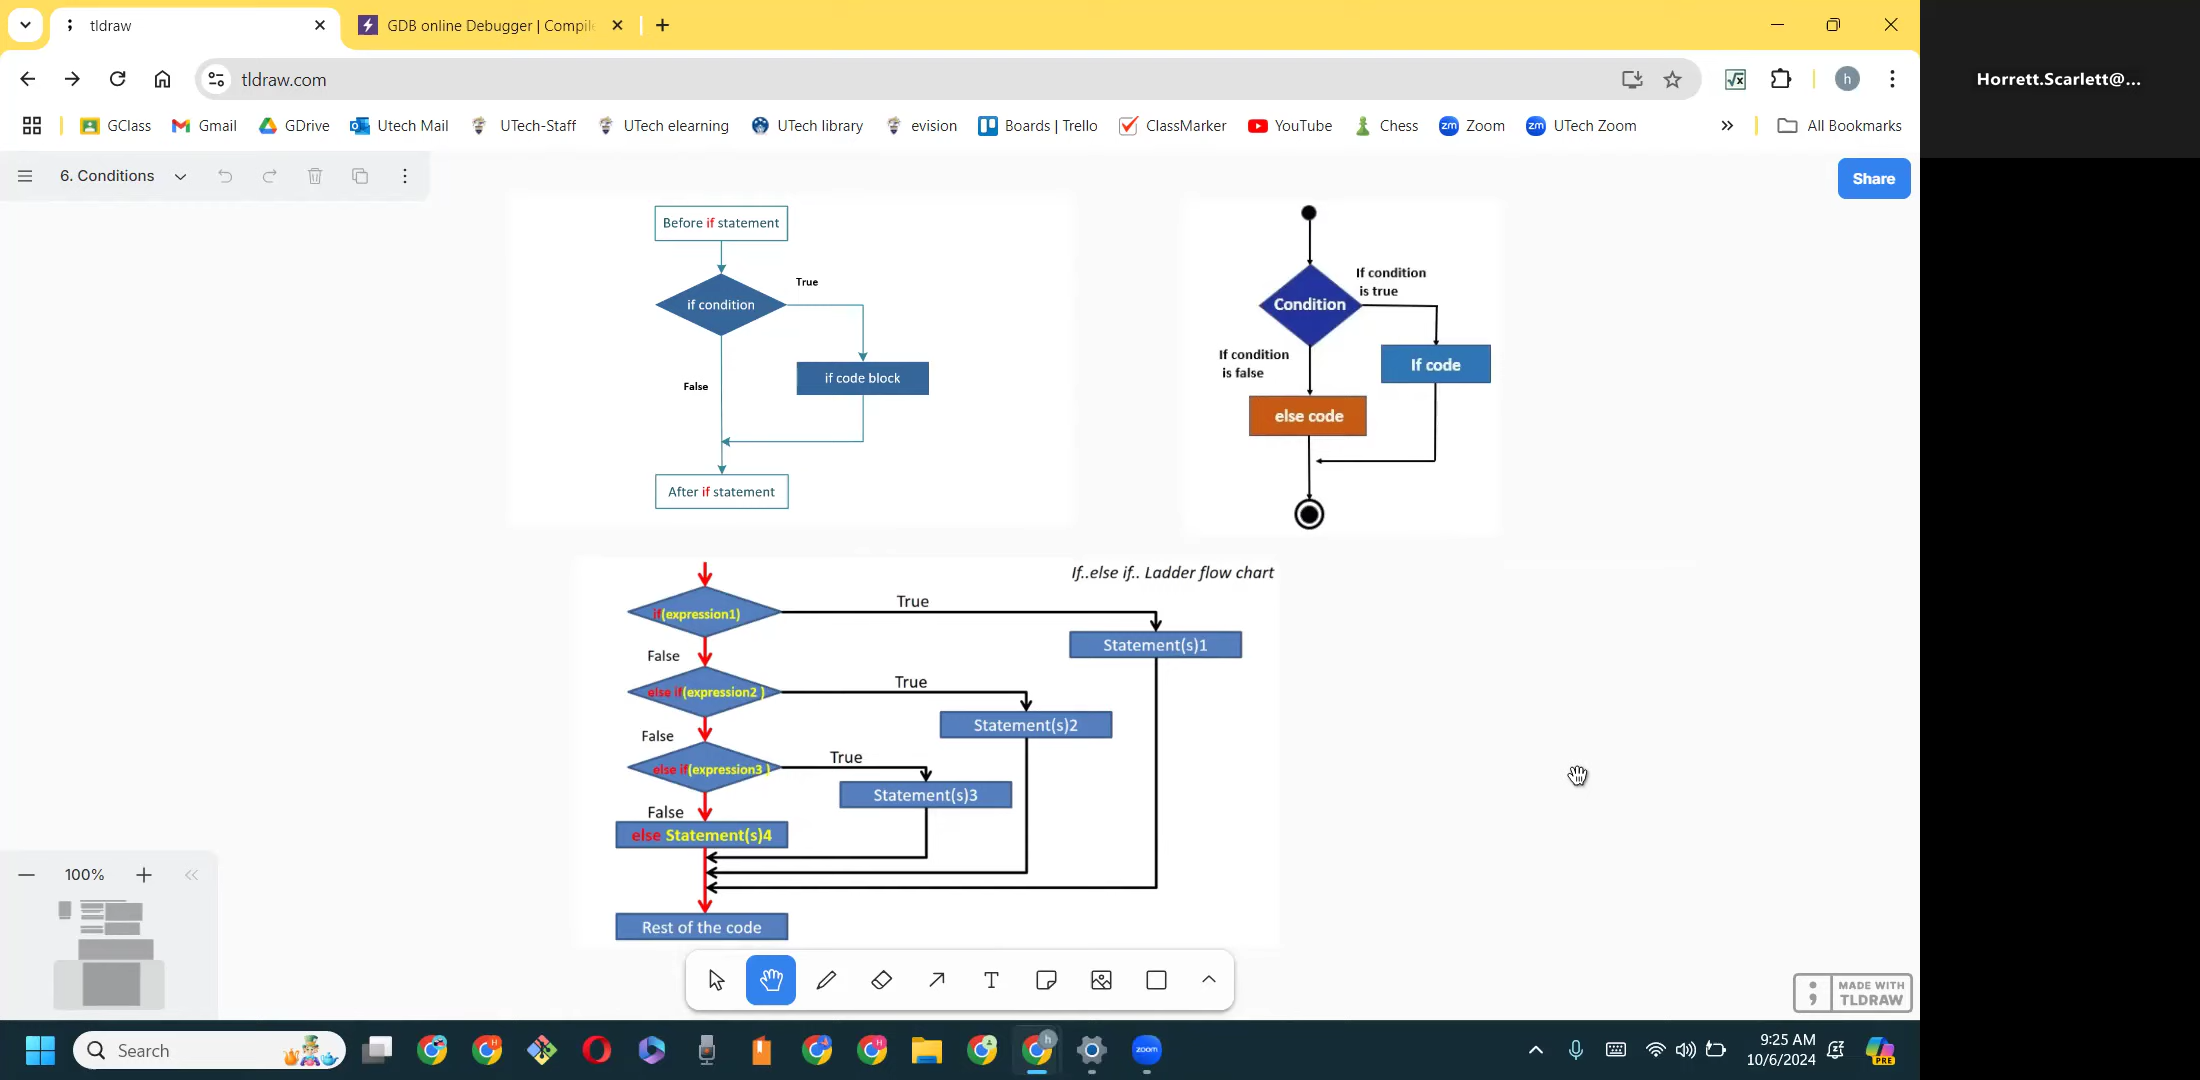 tldraw
GDB online Debugger | Compile
tldraw.com
h
Horrett.Scarlett@...
GClass
Gmail
GDrive
Utech Mail
UTech-Staff
UTech elearning
UTech library
evision
Boards | Trello
ClassMarker
YouTube
Chess
Zoom
UTech Zoom
All Bookmarks
6. Conditions
Share
Before if statement
if condition
True
False
if code block
After if statement
Condition
If condition
is true
If condition
is false
If code
else code
If..else if.. Ladder flow chart
if(expression1)
True
Statement(s)1
False
else if(expression2 )
True
Statement(s)2
False
else if(expression3 )
True
Statement(s)3
False
else Statement(s)4
Rest of the code
100%
T
MADE WITH
TLDRAW
Search
zoom
9:25 AM
10/6/2024
PRE